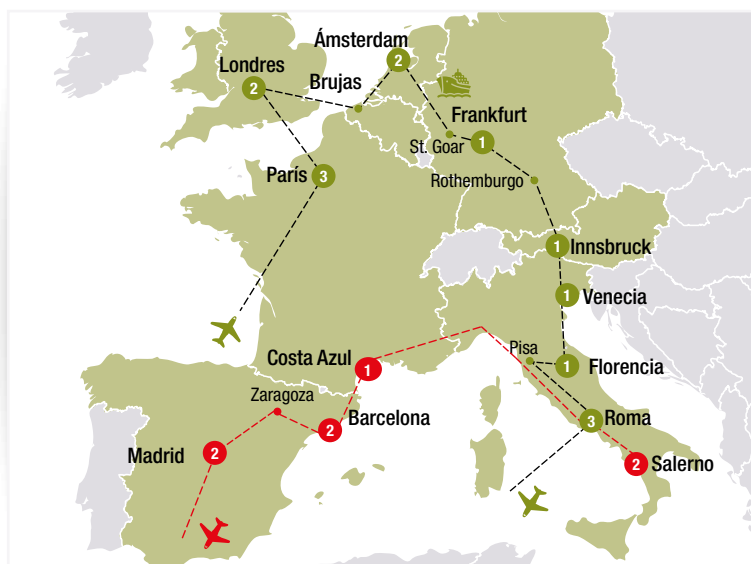 Ámsterdam
2
Londres
2
Brujas
Frankfurt
1
St. Goar
París
3
Rothemburgo
1
Innsbruck
1
Venecia
Costa Azul
1
Pisa
1
Florencia
Zaragoza
Barcelona
2
3
Roma
Madrid
2
2
Salerno